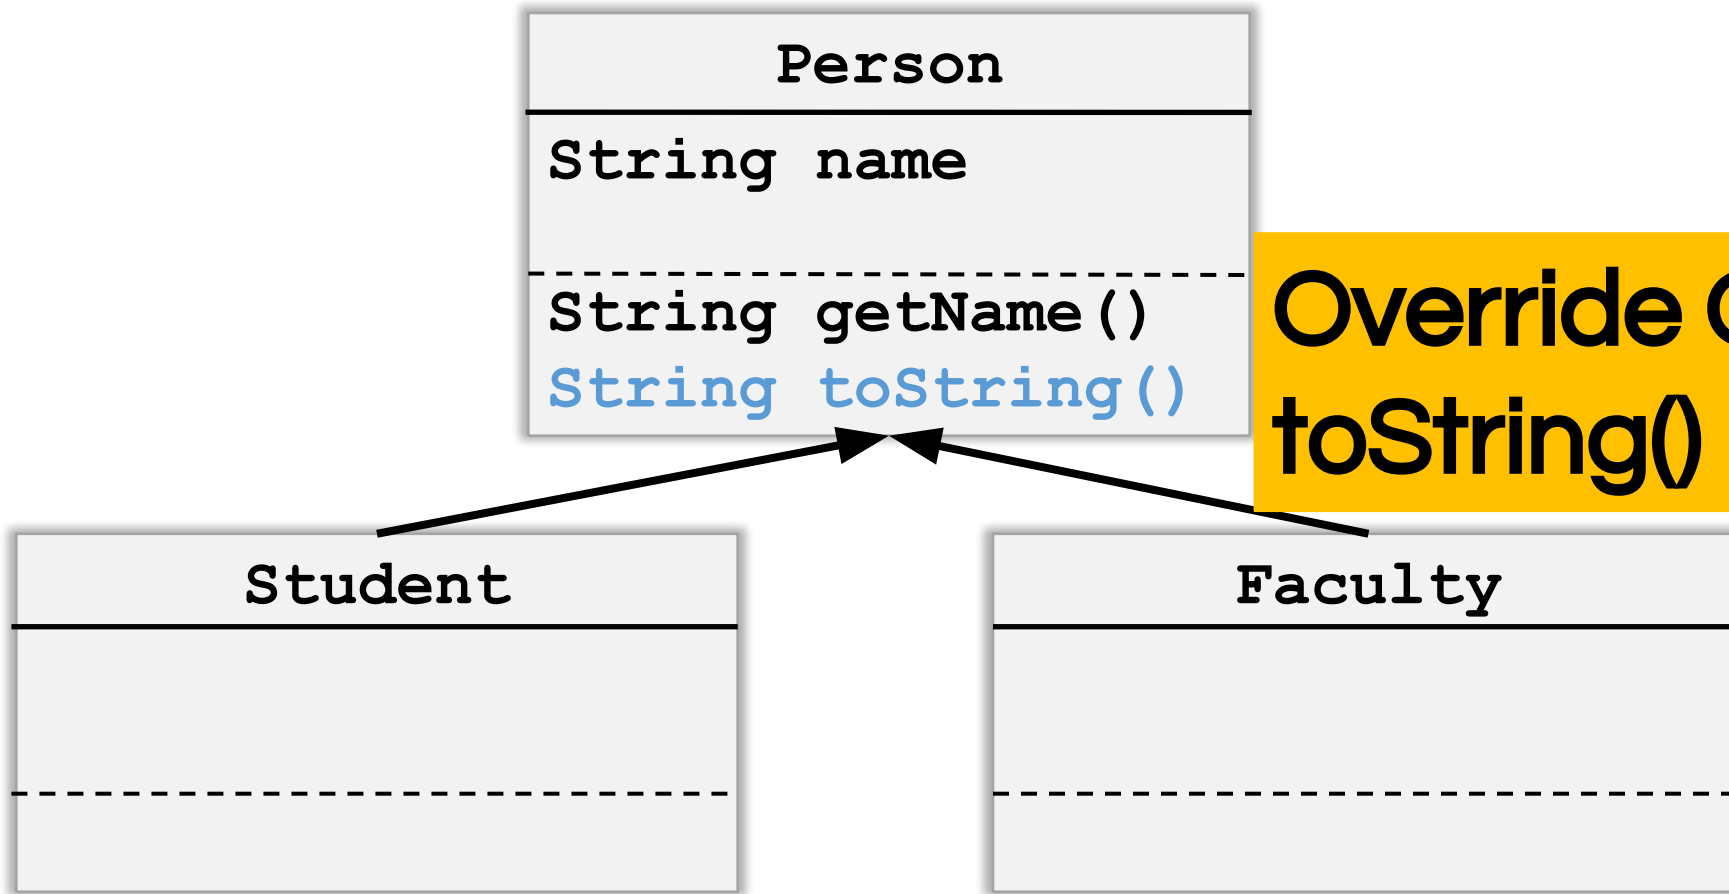 Person
String name
String getName()
String toString()
Override
toString()
Student
Faculty